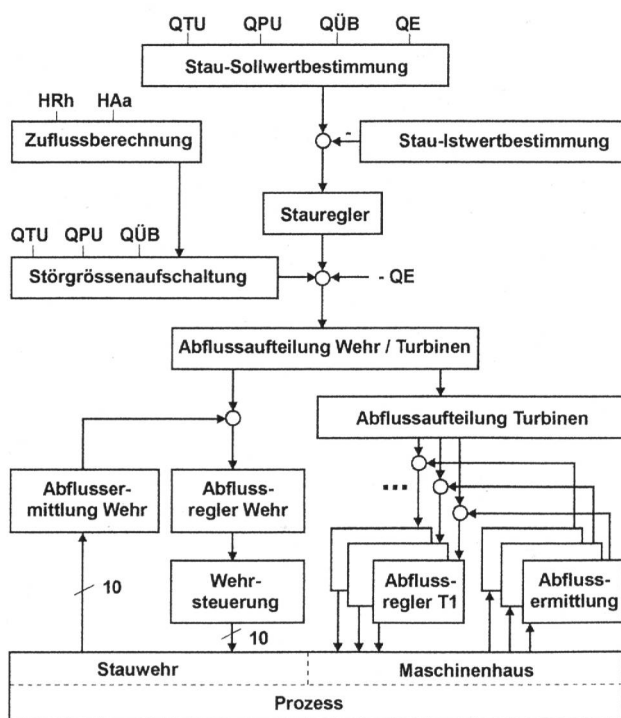 QTU QPU QÜB QE
Stau-Sollwertbestimmung
HRh HAa
Zuflussberechnung
-
Stau-Istwertbestimmung
Stauregler
QTU QPU QÜB
Störgrössenaufschaltung
- QE
Abflussaufteilung Wehr / Turbinen
Abflussaufteilung Turbinen
...
Abflusser-
mittlung Wehr
Abfluss-
regler Wehr
Abfluss-
regler T1
Abfluss-
ermittlung
10
Wehr-
steuerung
10
Stauwehr
Maschinenhaus
Prozess